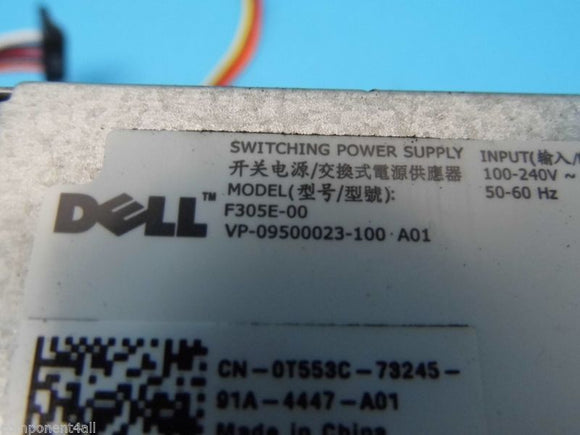 SWITCHING POWER SUPPLY
开关电源/交換式電源供應器
MODEL(型号/型號):
F305E-00
VP-09500023-100 A01
DELL™
INPUT(输入/
100-240V ~
50-60 Hz
CN-0T553C-73245-
91A-4447-A01
Made in China
component4all